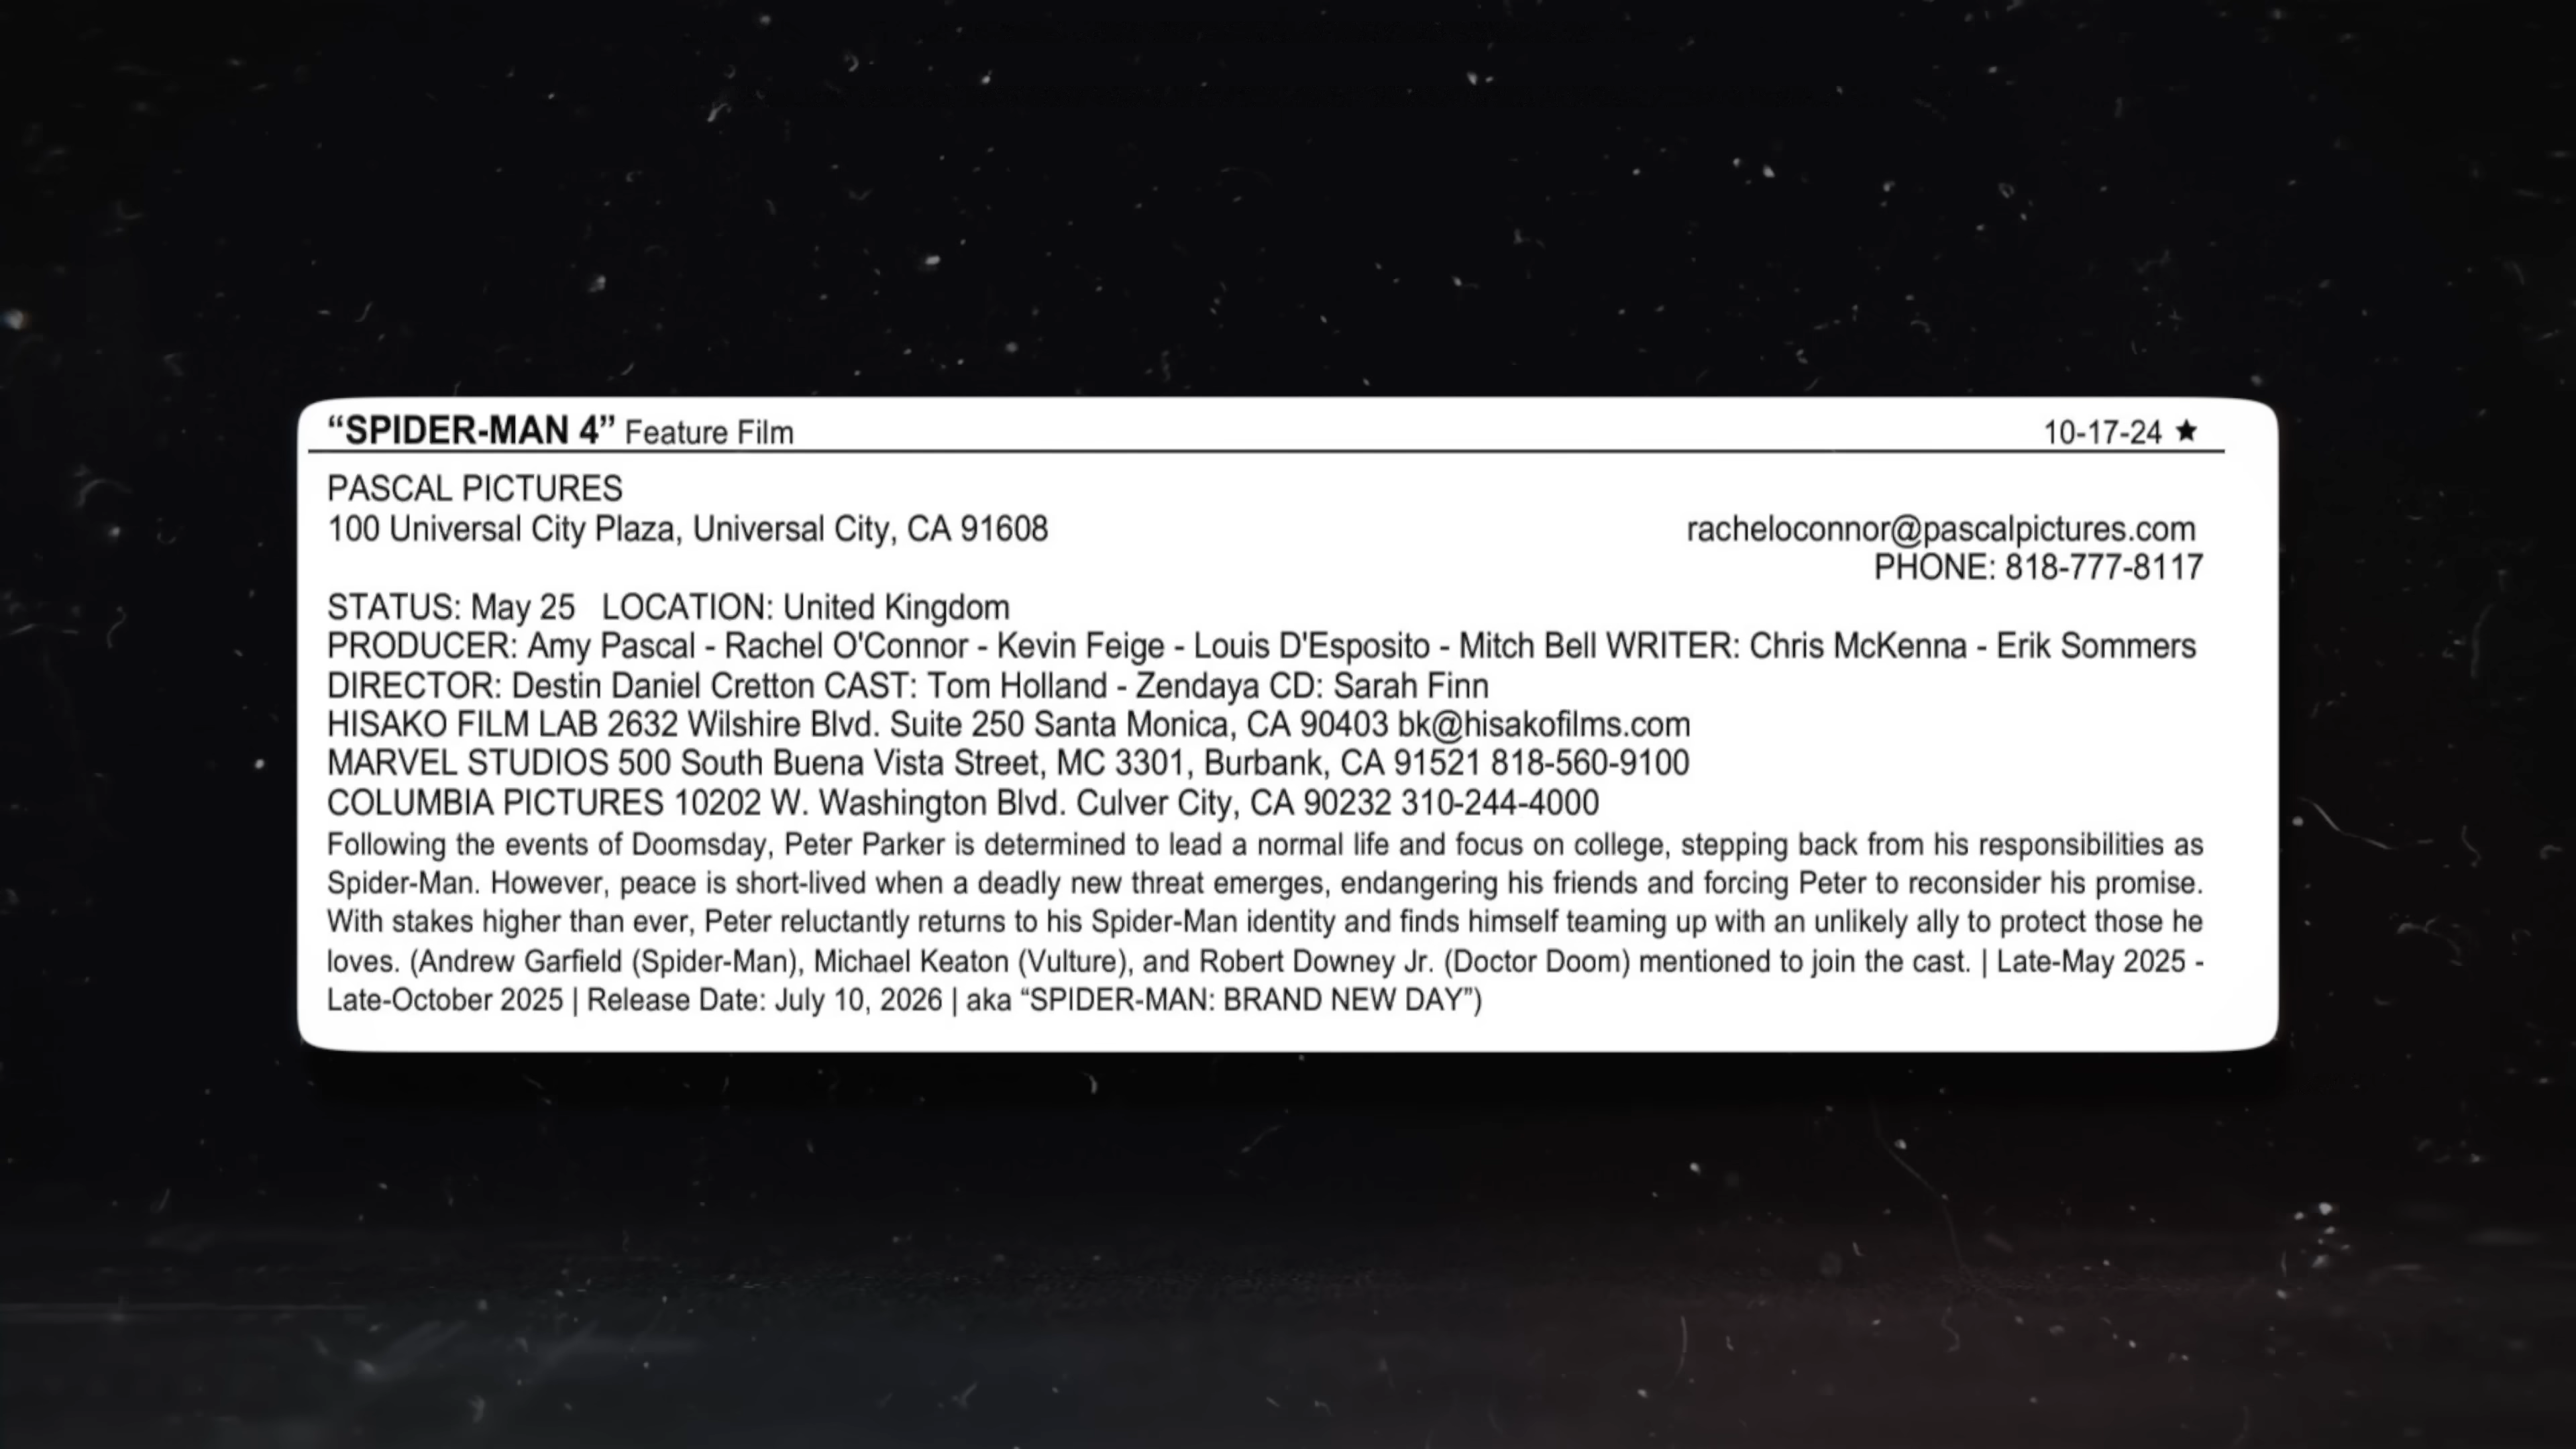 “SPIDER-MAN 4” Feature Film 10-17-24 ★
PASCAL PICTURES
100 Universal City Plaza, Universal City, CA 91608 racheloconnor@pascalpictures.com
PHONE: 818-777-8117
STATUS: May 25 LOCATION: United Kingdom
PRODUCER: Amy Pascal - Rachel O'Connor - Kevin Feige - Louis D'Esposito - Mitch Bell WRITER: Chris McKenna - Erik Sommers
DIRECTOR: Destin Daniel Cretton CAST: Tom Holland - Zendaya CD: Sarah Finn
HISAKO FILM LAB 2632 Wilshire Blvd. Suite 250 Santa Monica, CA 90403 bk@hisakofilms.com
MARVEL STUDIOS 500 South Buena Vista Street, MC 3301, Burbank, CA 91521 818-560-9100
COLUMBIA PICTURES 10202 W. Washington Blvd. Culver City, CA 90232 310-244-4000
Following the events of Doomsday, Peter Parker is determined to lead a normal life and focus on college, stepping back from his responsibilities as
Spider-Man. However, peace is short-lived when a deadly new threat emerges, endangering his friends and forcing Peter to reconsider his promise.
With stakes higher than ever, Peter reluctantly returns to his Spider-Man identity and finds himself teaming up with an unlikely ally to protect those he
loves. (Andrew Garfield (Spider-Man), Michael Keaton (Vulture), and Robert Downey Jr. (Doctor Doom) mentioned to join the cast. | Late-May 2025 -
Late-October 2025 | Release Date: July 10, 2026 | aka “SPIDER-MAN: BRAND NEW DAY”)